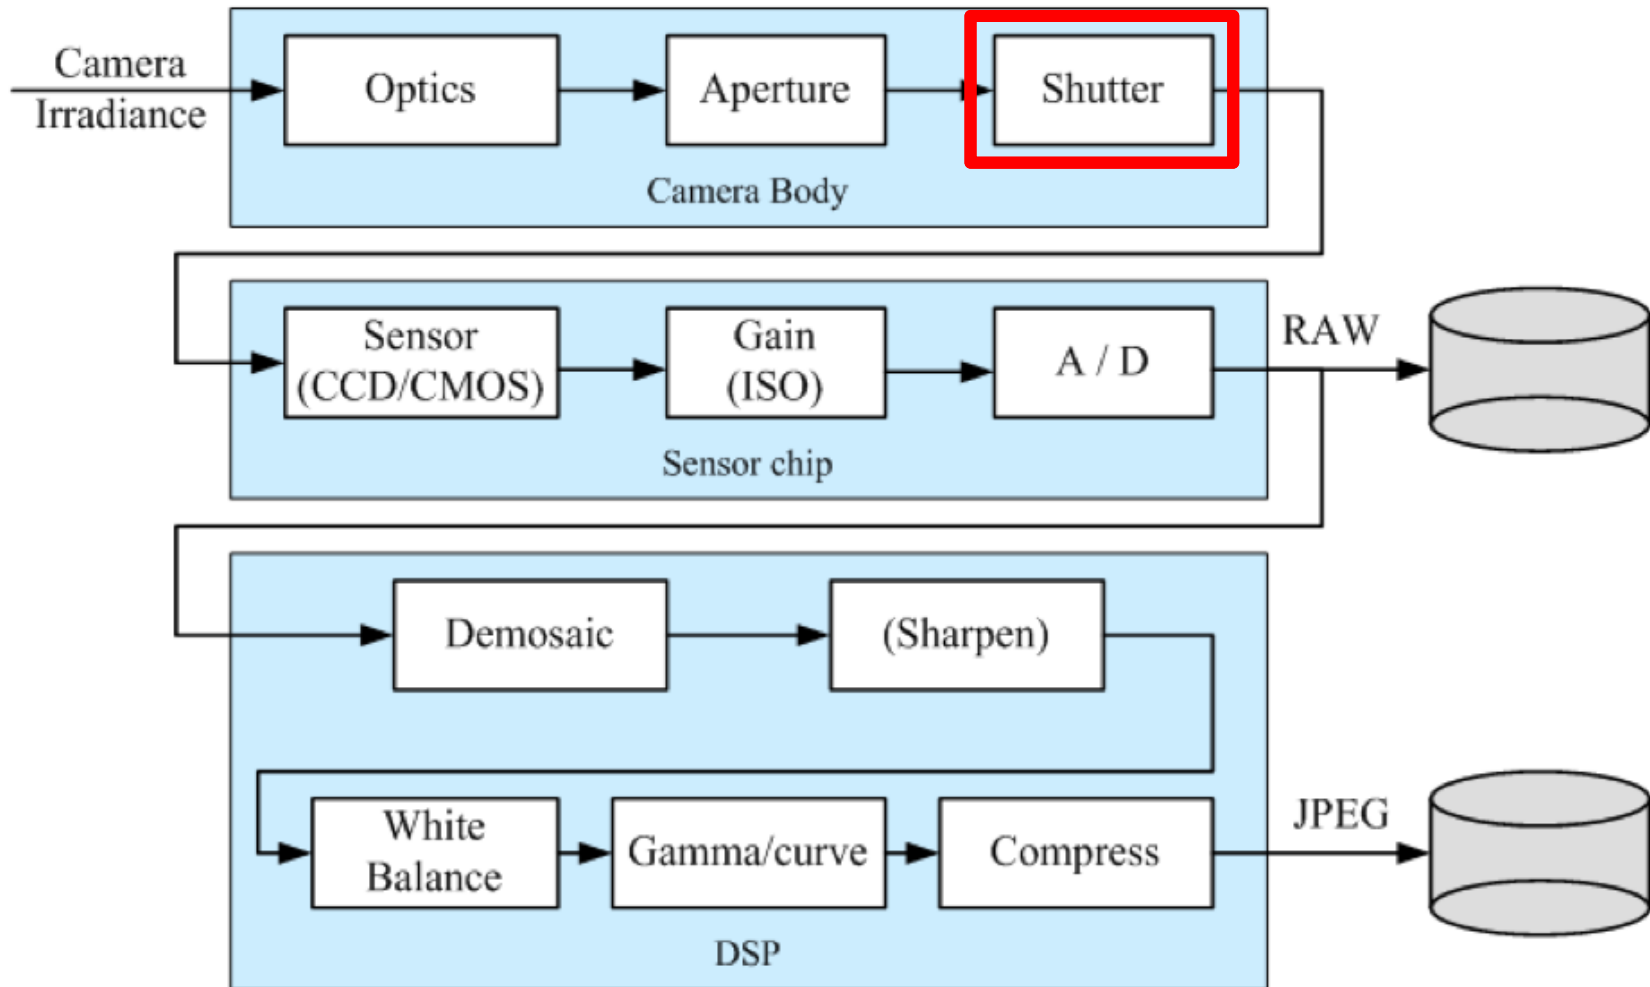 Camera
Irradiance
Optics
Aperture
Shutter
Camera Body
Sensor
(CCD/CMOS)
Gain
(ISO)
A / D
RAW
Sensor chip
Demosaic
(Sharpen)
White
Balance
Gamma/curve
Compress
JPEG
DSP